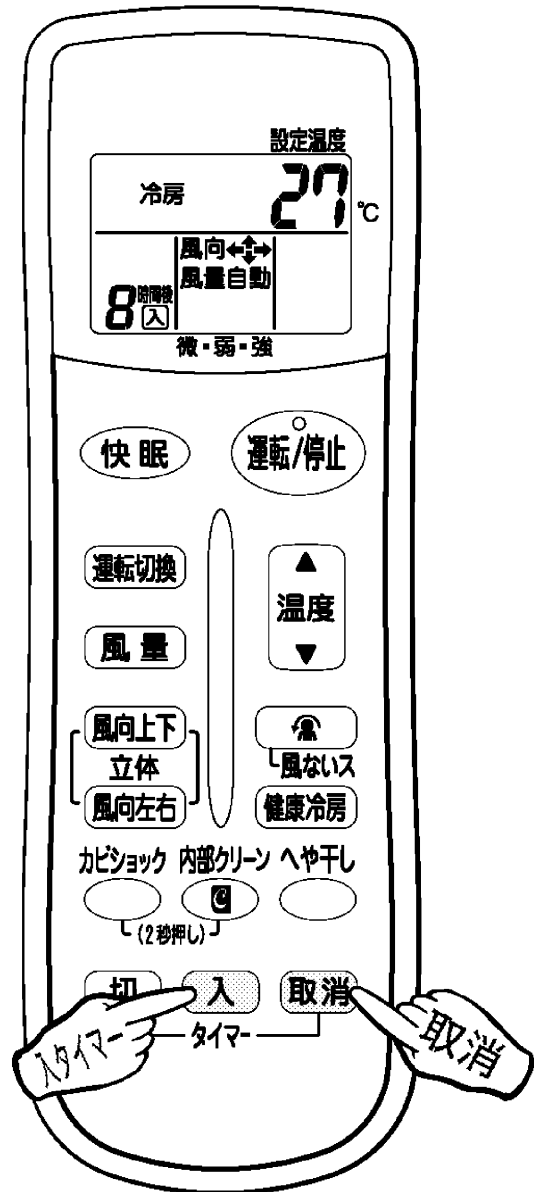 設定温度
冷房 27℃
風向
風量自動
8時間後
入
微・弱・強
快眠 運転/停止
運転切換
▲
温度
▼
風量
風向上下
立体
風向左右
風ないス
健康冷房
カビショック 内部クリーン へや干し
(2秒押し)
切 入 取消
タイマー
入タイマー
取消